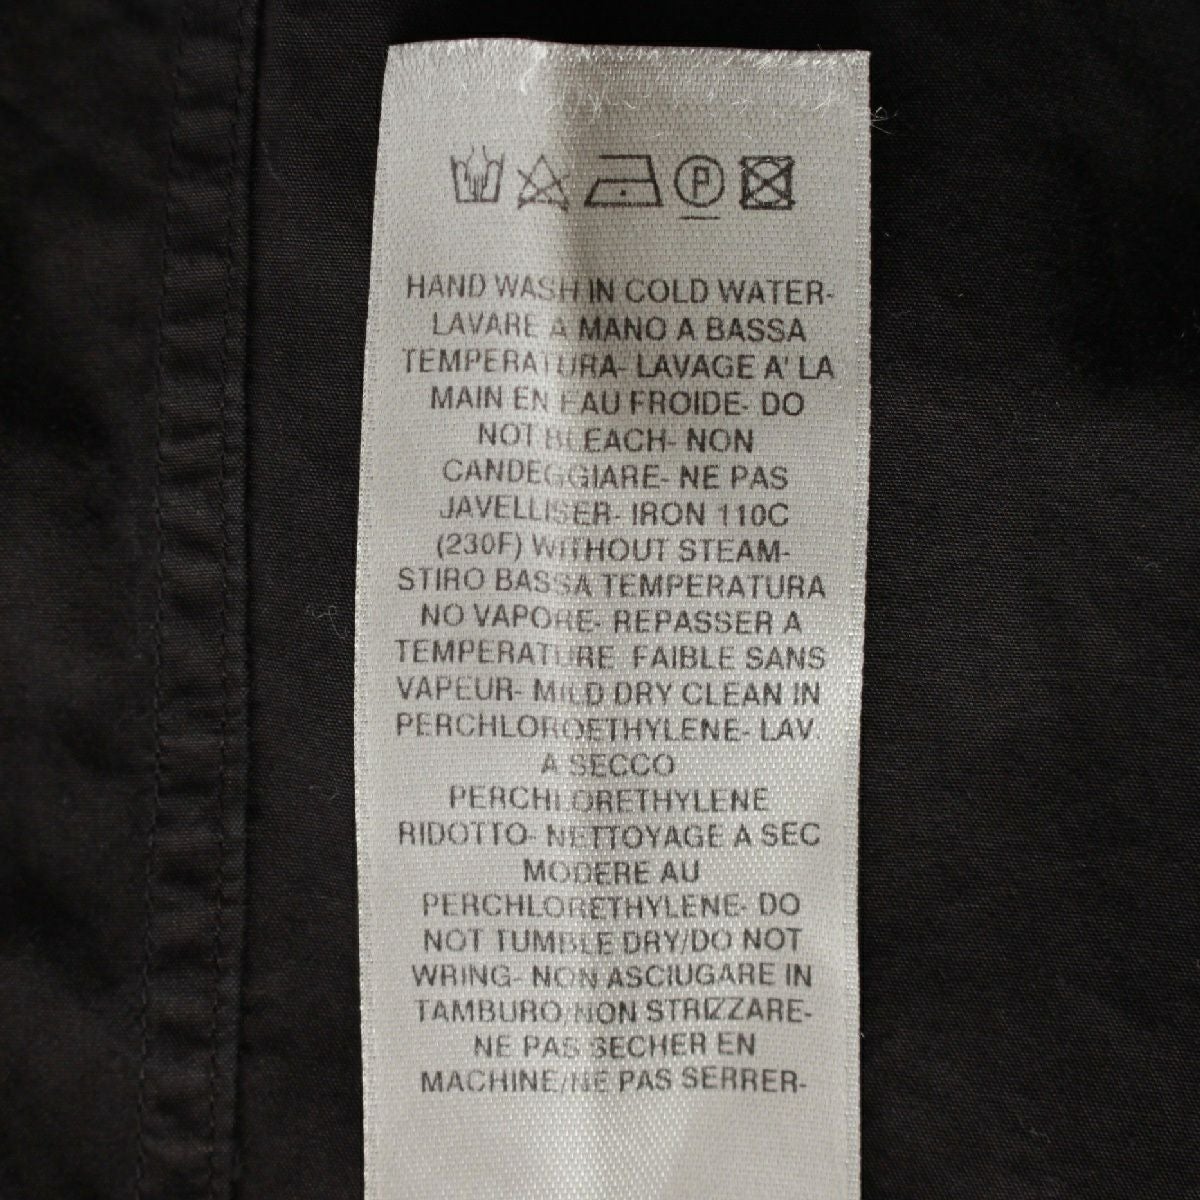 P
HAND WASH IN COLD WATER-
LAVARE A MANO A BASSA
TEMPERATURA- LAVAGE A' LA
MAIN EN EAU FROIDE- DO
NOT BLEACH- NON
CANDEGGIARE- NE PAS
JAVELLISER- IRON 110C
(230F) WITHOUT STEAM-
STIRO BASSA TEMPERATURA
NO VAPORE- REPASSER A
TEMPERATURE FAIBLE SANS
VAPEUR- MILD DRY CLEAN IN
PERCHLOROETHYLENE- LAV.
A SECCO
PERCHLORETHYLENE
RIDOTTO- NETTOYAGE A SEC
MODERE AU
PERCHLORETHYLENE- DO
NOT TUMBLE DRY/DO NOT
WRING- NON ASCIUGARE IN
TAMBURO/NON STRIZZARE-
NE PAS SECHER EN
MACHINE/NE PAS SERRER-